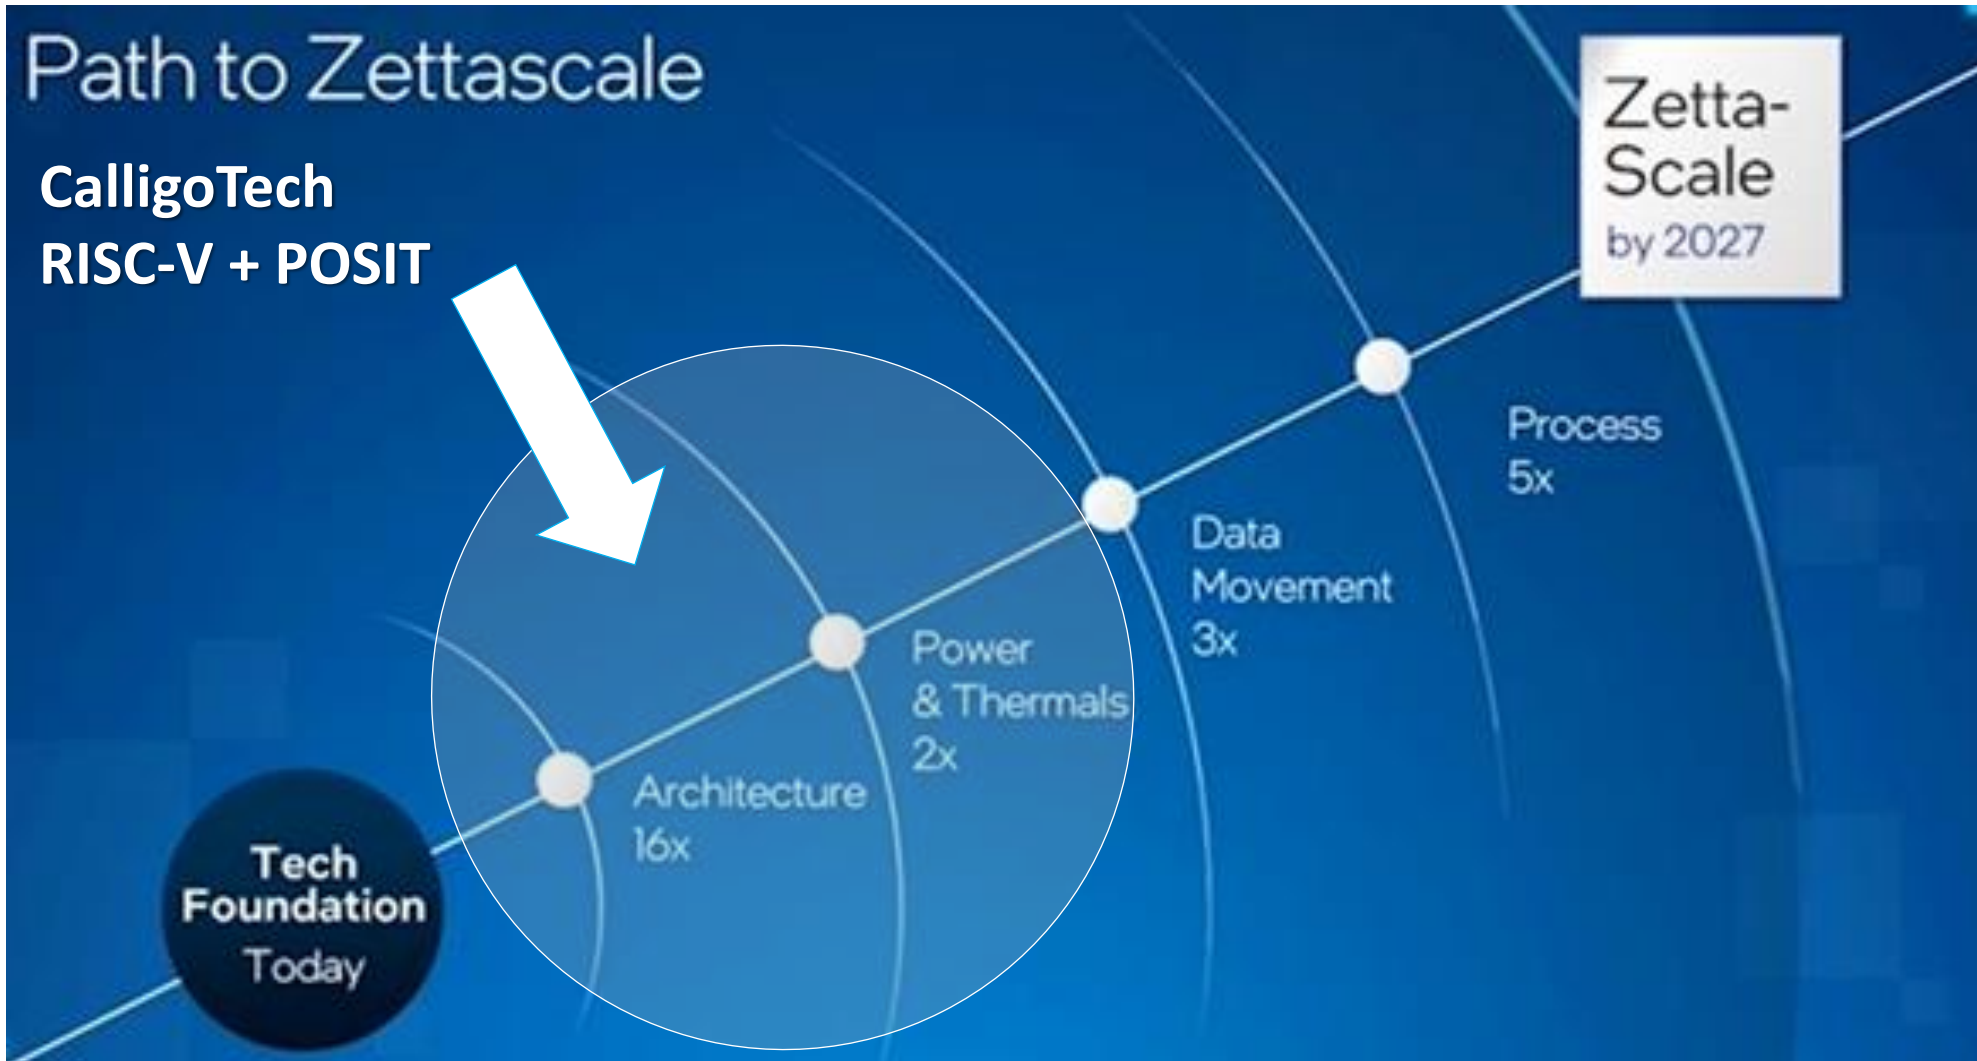 Path to Zettascale
CalligoTech
RISC-V + POSIT
Zetta-
Scale
by 2027
Process
5x
Data
Movement
3x
Power
& Thermals
2x
Architecture
16x
Tech
Foundation
Today